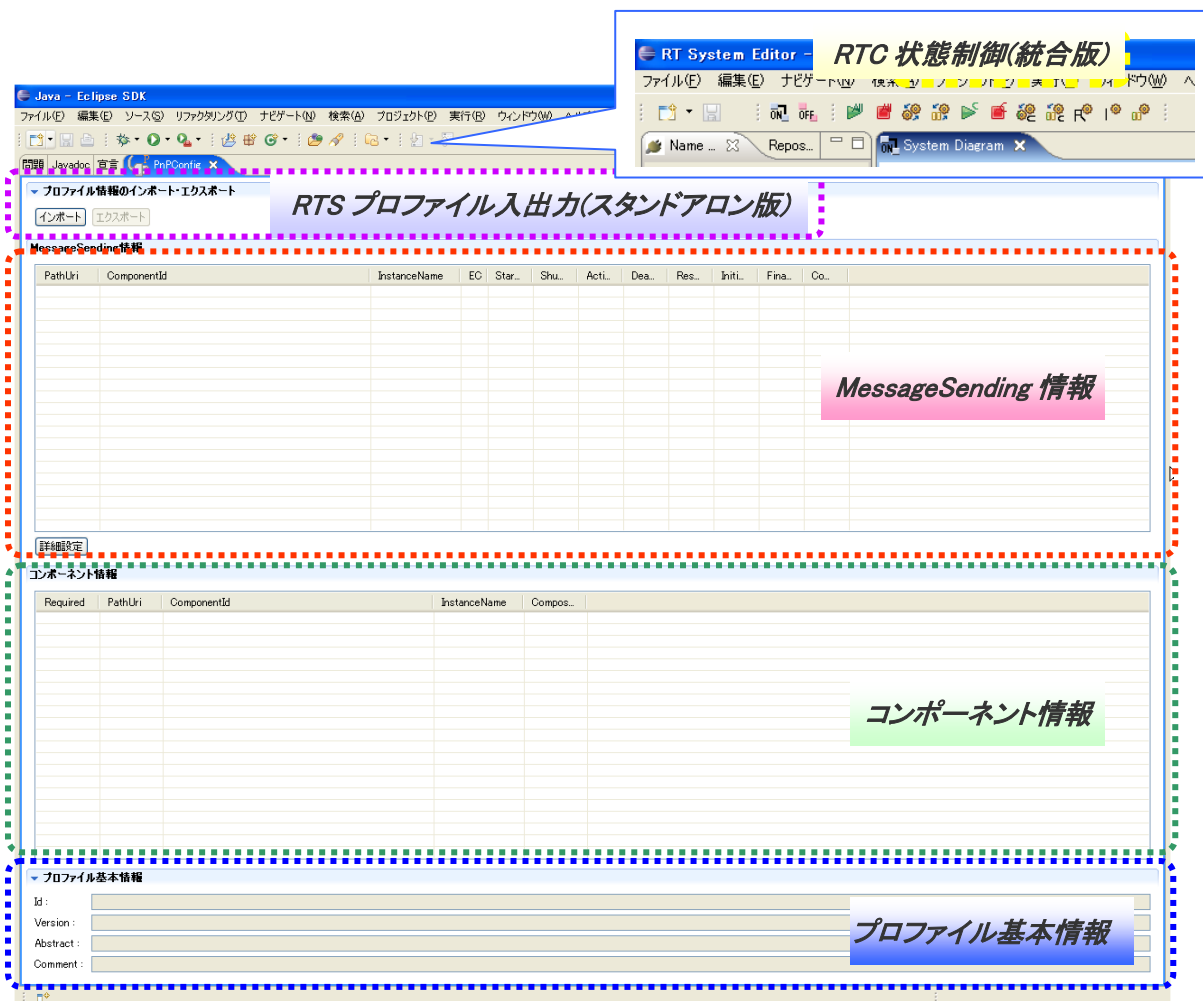 RT System Editor –
RTC 状態制御(統合版)
ファイル(F) 編集(E) ナビゲート(N)
ドウ(W) ヘ
ON OFF
Name ... Repos... System Diagram
Java - Eclipse SDK
ファイル(F) 編集(E) ソース(S) リファクタリング(T) ナビゲート(N) 検索(A) プロジェクト(P) 実行(R) ウィンドウ(W)
問題 Javadoc 宣言 PnPConfig
プロファイル情報のインポート・エクスポート
RTS プロファイル入出力(スタンドアロン版)
インポート エクスポート
MessageSending情報
PathUri ComponentId InstanceName EC Star... Shu... Acti... Dea... Res... Initi... Fina... Co...
MessageSending 情報
詳細設定
コンポーネント情報
Required PathUri ComponentId InstanceName Compos...
コンポーネント情報
プロファイル基本情報
Id :
Version :
プロファイル基本情報
Abstract :
Comment :